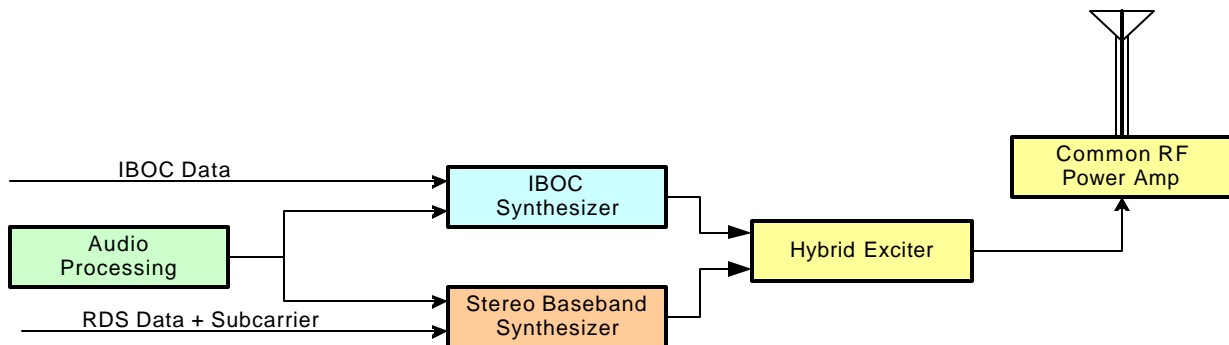 Common RF
Power Amp
IBOC Data
IBOC
Synthesizer
Audio
Processing
Hybrid Exciter
RDS Data + Subcarrier
Stereo Baseband
Synthesizer